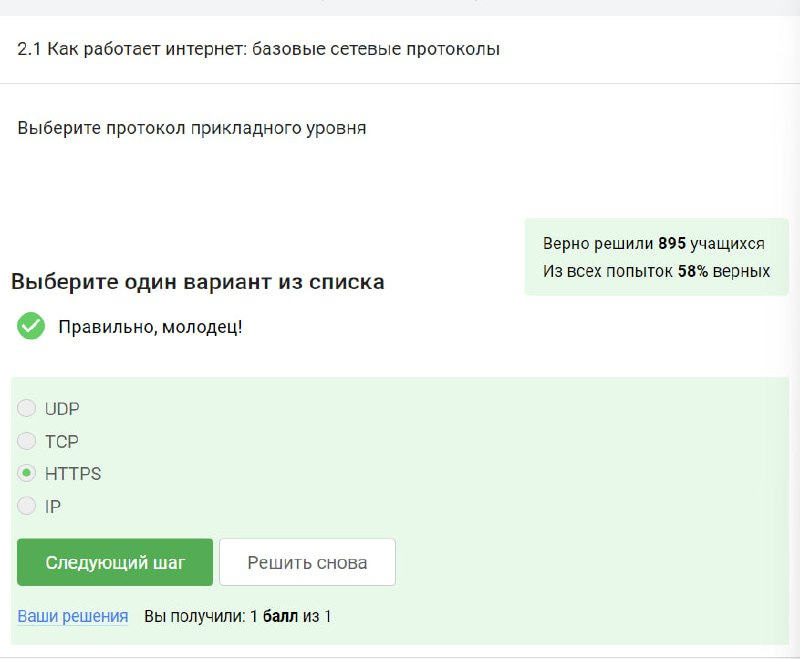 2.1 Как работает интернет: базовые сетевые протоколы
Выберите протокол прикладного уровня
Верно решили 895 учащихся
Из всех попыток 58% верных
Выберите один вариант из списка
Правильно, молодец!
UDP
TCP
HTTPS
IP
Следующий шаг
Решить снова
Ваши решения Вы получили: 1 балл из 1